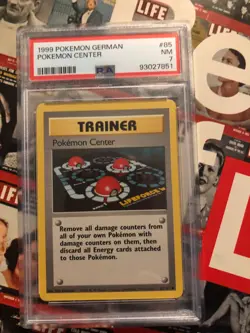 1999 POKEMON GERMAN #85
POKEMON CENTER NM
7
PSA 93027851
TRAINER
Pokémon Center
LIFEFORCE
Remove all damage counters from
all of your own Pokémon with
damage counters on them, then
discard all Energy cards
attached to those Pokémon.
LIFE
LIFE
LIFE